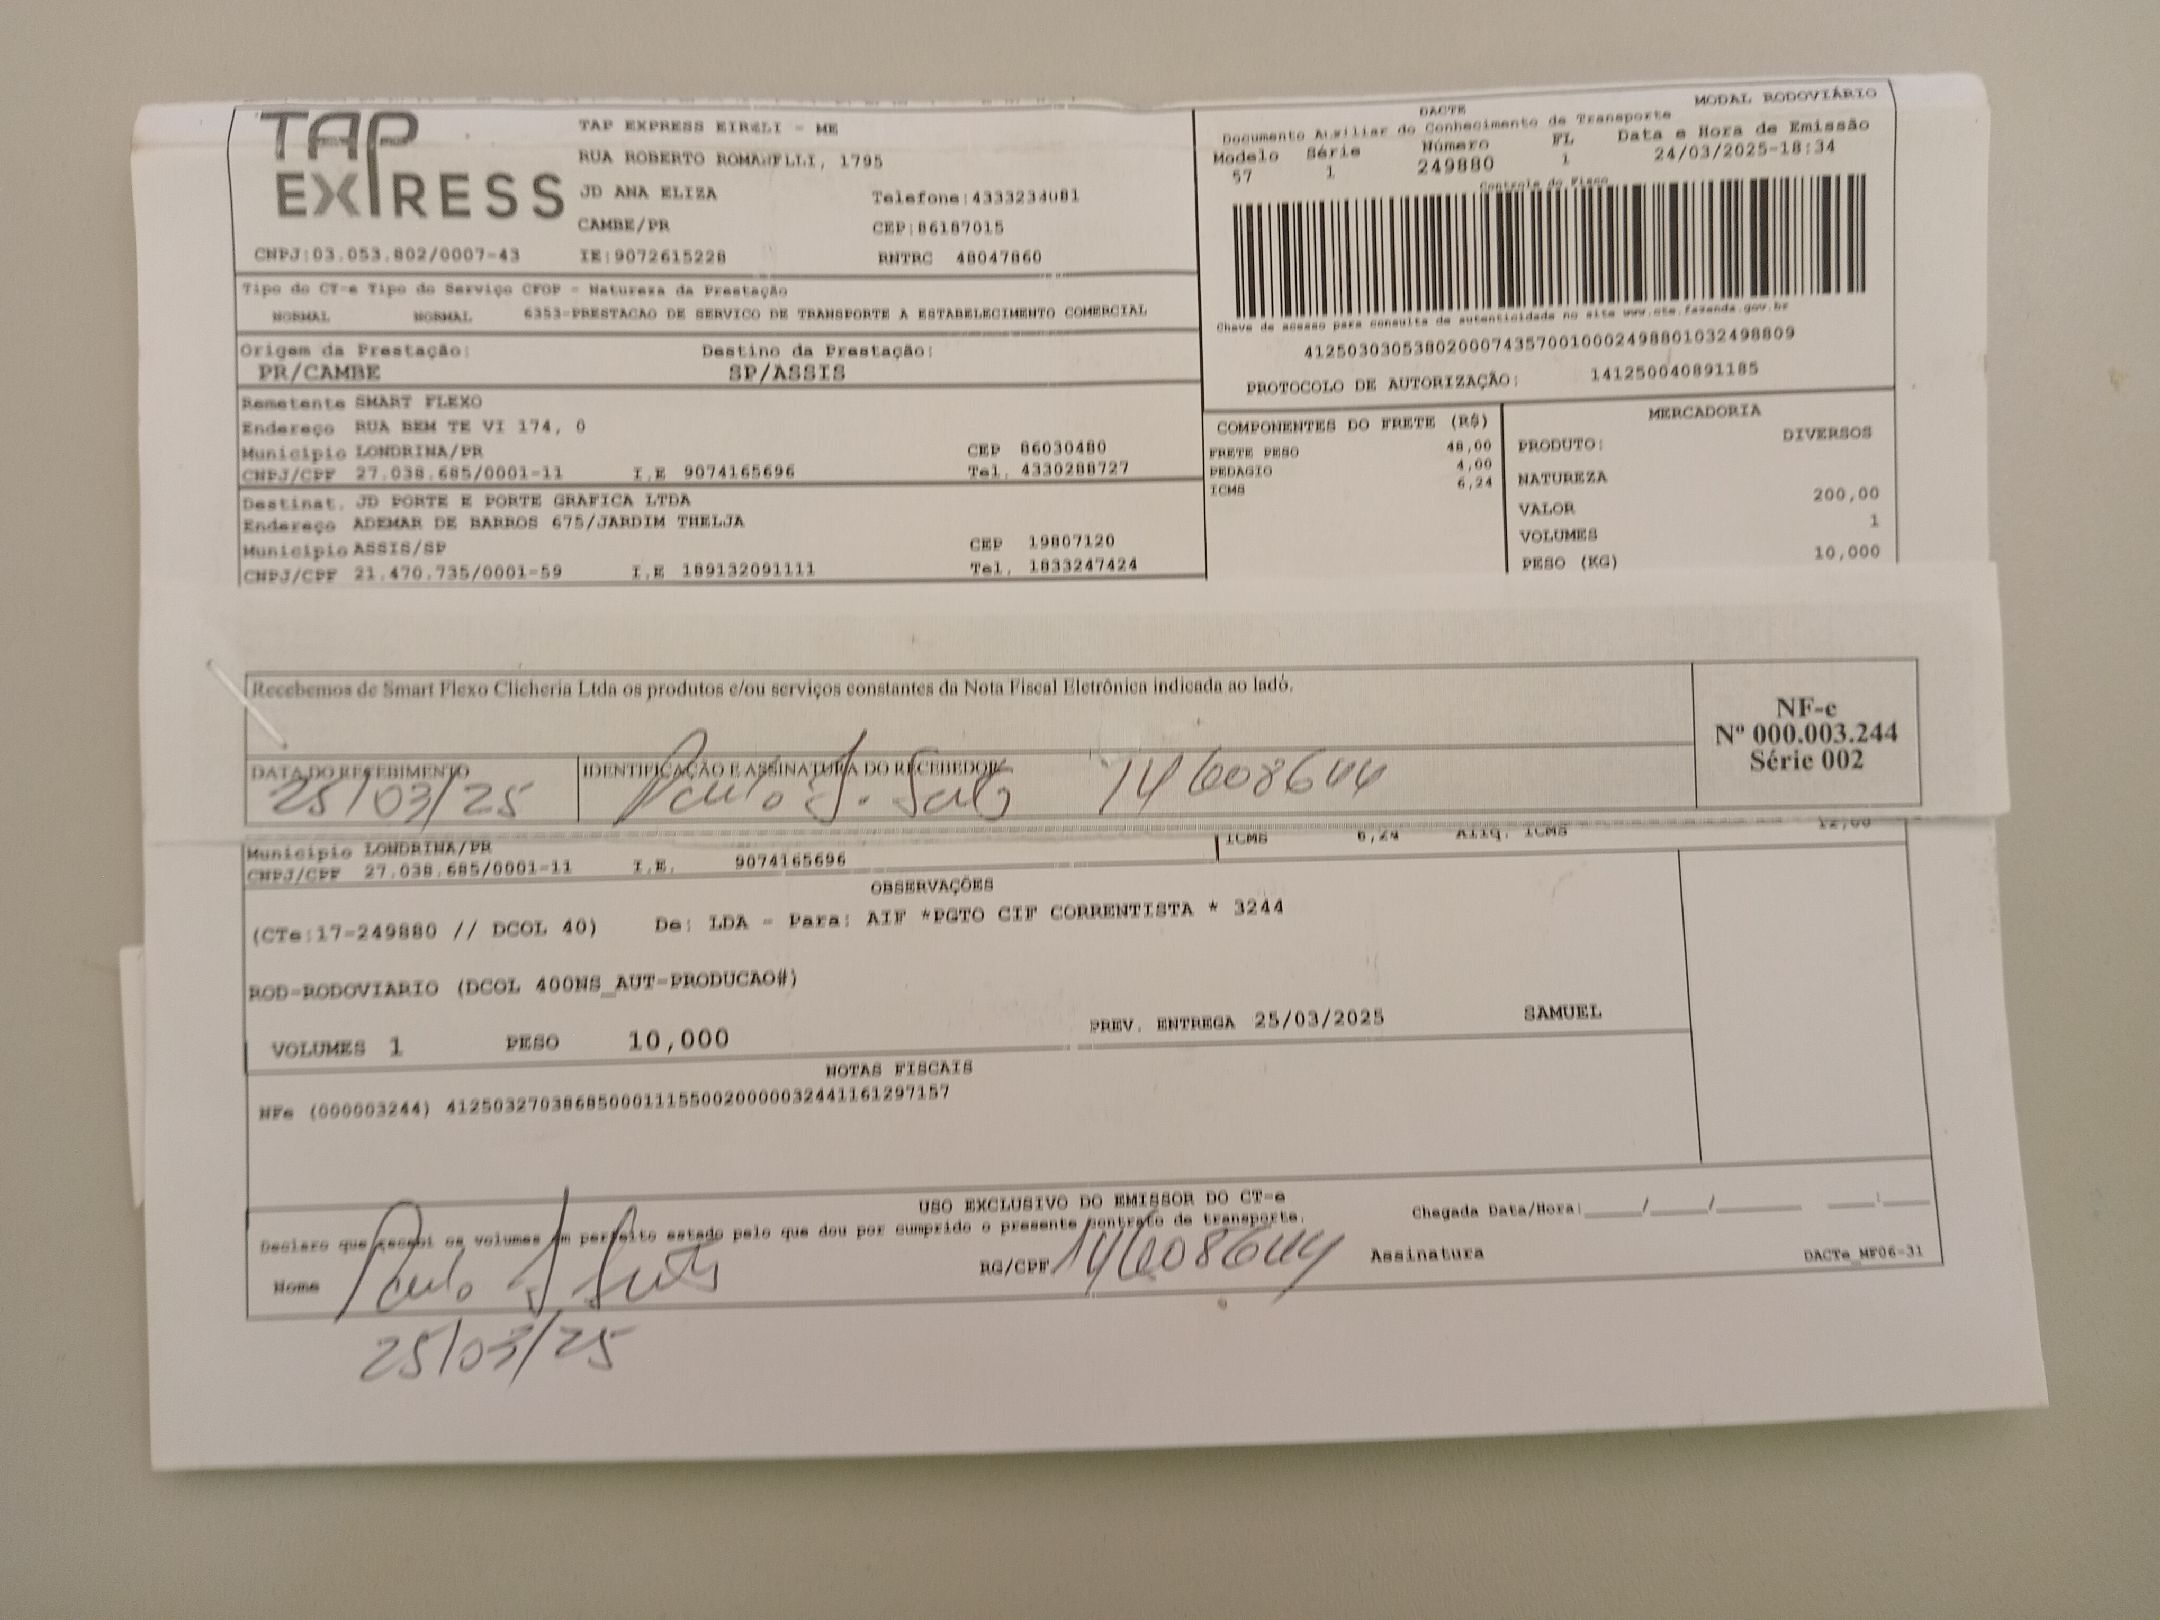 TAP EXPRESS
TAP EXPRESS EIRELI - ME
RUA ROBERTO ROMANELLI, 1795
JD ANA ELIZA Telefone:4333234081
CAMBE/PR CEP:86187015
CNPJ:03.053.802/0007-43 IE:9072615228 RNTRC 48047860
DACTE MODAL RODOVIÁRIO
Documento Auxiliar do Conhecimento de Transporte
Modelo Série Número FL Data e Hora de Emissão
57 1 249880 1 24/03/2025-18:34
Controle do Fisco
Chave de acesso para consulta de autenticidade no site www.cte.fazenda.gov.br
41250303053802000743570010002498801032498809
PROTOCOLO DE AUTORIZAÇÃO: 141250040891185
Tipo do CT-e Tipo do Serviço CFOP - Natureza da Prestação
NORMAL NORMAL 6353-PRESTACAO DE SERVICO DE TRANSPORTE A ESTABELECIMENTO COMERCIAL
Origem da Prestação: Destino da Prestação:
PR/CAMBE SP/ASSIS
Remetente SMART FLEXO
Endereço RUA BEM TE VI 174, 0
Municipio LONDRINA/PR CEP 86030480
CNPJ/CPF 27.038.685/0001-11 I.E 9074165696 Tel. 4330288727
Destinat. JD PORTE E PORTE GRAFICA LTDA
Endereço ADEMAR DE BARROS 675/JARDIM THELJA
Municipio ASSIS/SP CEP 19807120
CNPJ/CPF 21.470.735/0001-59 I.E 189132091111 Tel. 1833247424
COMPONENTES DO FRETE (R$)
FRETE PESO 48,00
PEDAGIO 4,00
ICMS 6,24
MERCADORIA
PRODUTO: DIVERSOS
NATUREZA
VALOR 200,00
VOLUMES 1
PESO (KG) 10,000
Recebemos de Smart Flexo Clicheria Ltda os produtos e/ou serviços constantes da Nota Fiscal Eletrônica indicada ao lado.
NF-e
Nº 000.003.244
Série 002
DATA DO RECEBIMENTO IDENTIFICAÇÃO E ASSINATURA DO RECEBEDOR
25/03/25 Paulo J. 14608644
Municipio LONDRINA/PR ICMS 6,24 Aliq. ICMS 12,00
CNPJ/CPF 27.038.685/0001-11 I.E. 9074165696
OBSERVAÇÕES
(CTe:17-249880 // DCOL 40) De: LDA - Para: AIF *PGTO CIF CORRENTISTA * 3244
ROD-RODOVIARIO (DCOL 400NS_AUT-PRODUCAO#)
VOLUMES 1 PESO 10,000 PREV. ENTREGA 25/03/2025 SAMUEL
NOTAS FISCAIS
NFe (000003244) 41250327038685000111550020000032441161297157
USO EXCLUSIVO DO EMISSOR DO CT-e
Declaro que recebi os volumes em perfeito estado pelo que dou por cumprido o presente contrato de transporte. Chegada Data/Hora:____/____/______ ____:____
Nome Paulo J RG/CPF 14608644 Assinatura DACTe_MF06-31
25/03/25